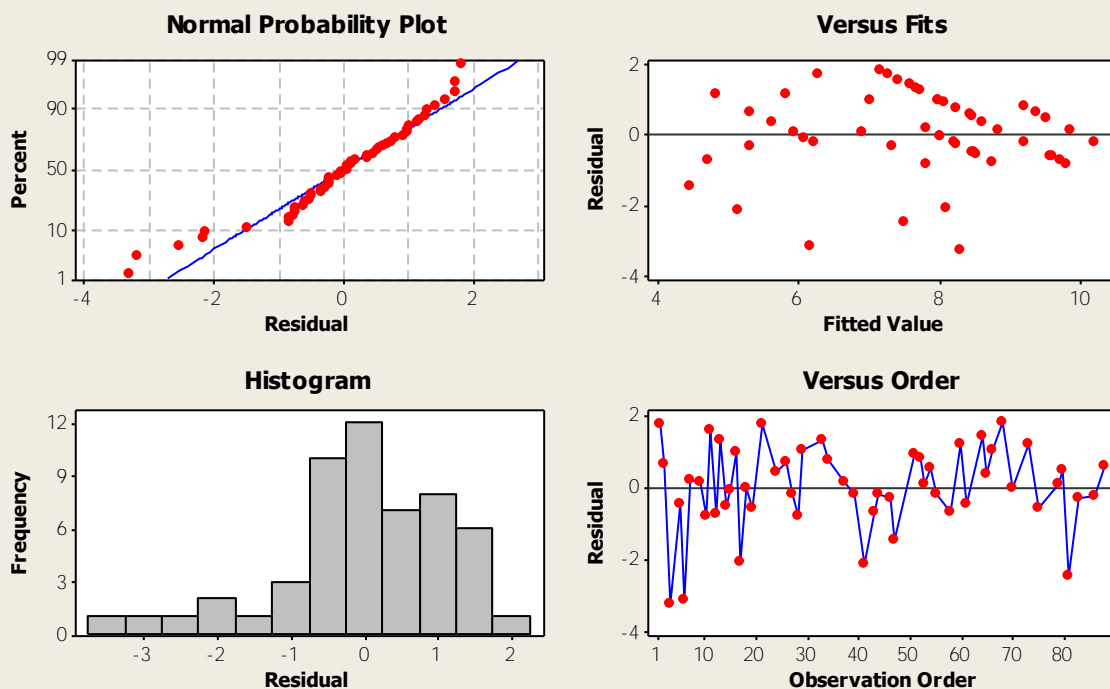 Normal Probability Plot
99
90
50
10
1
Percent
-4 -2 0 2
Residual
Versus Fits
2
0
-2
-4
Residual
4 6 8 10
Fitted Value
Histogram
12
9
6
3
0
Frequency
-3 -2 -1 0 1 2
Residual
Versus Order
2
0
-2
-4
Residual
1 10 20 30 40 50 60 70 80
Observation Order